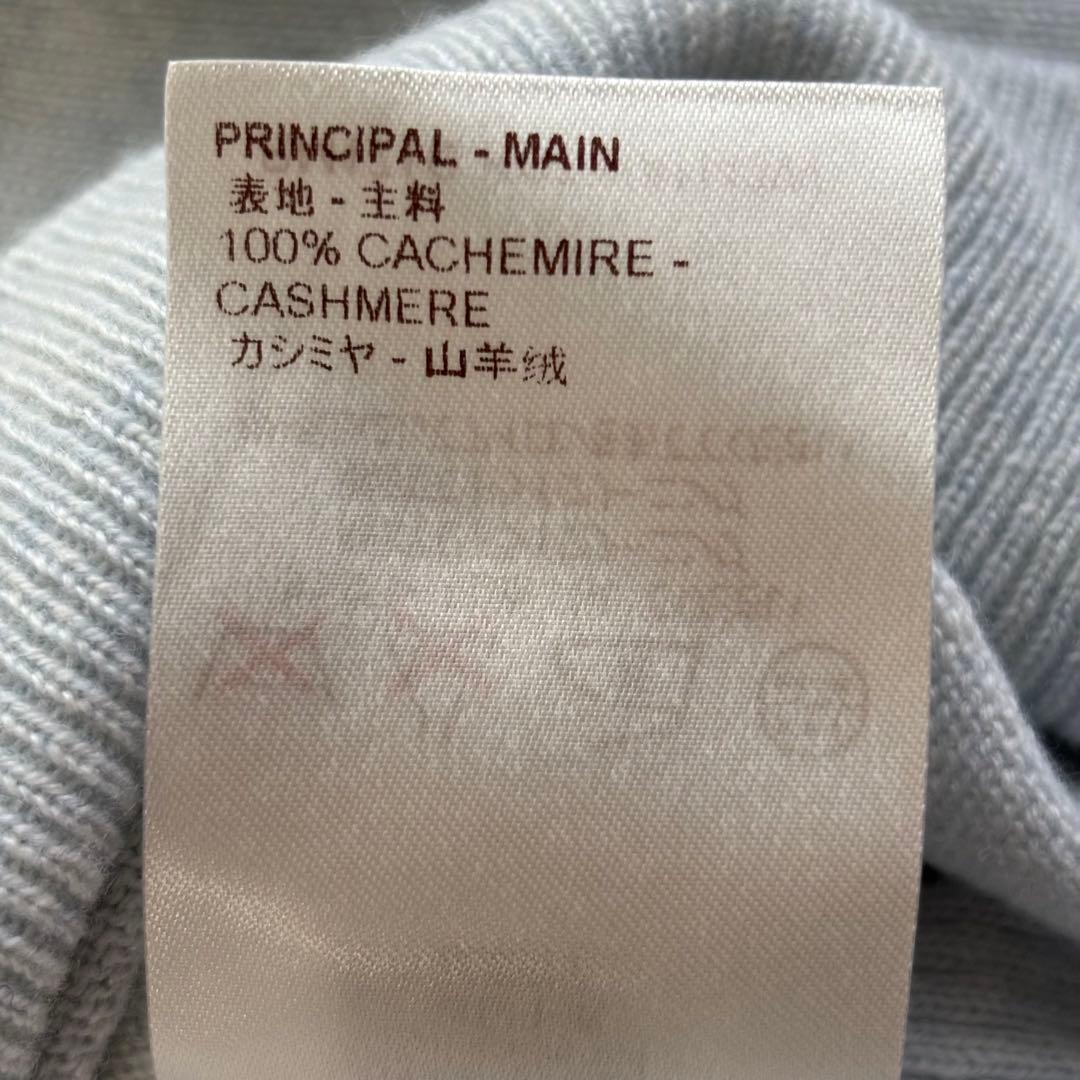 PRINCIPAL - MAIN
表地 - 主料
100% CACHEMIRE -
CASHMERE
カシミヤ - 山羊绒